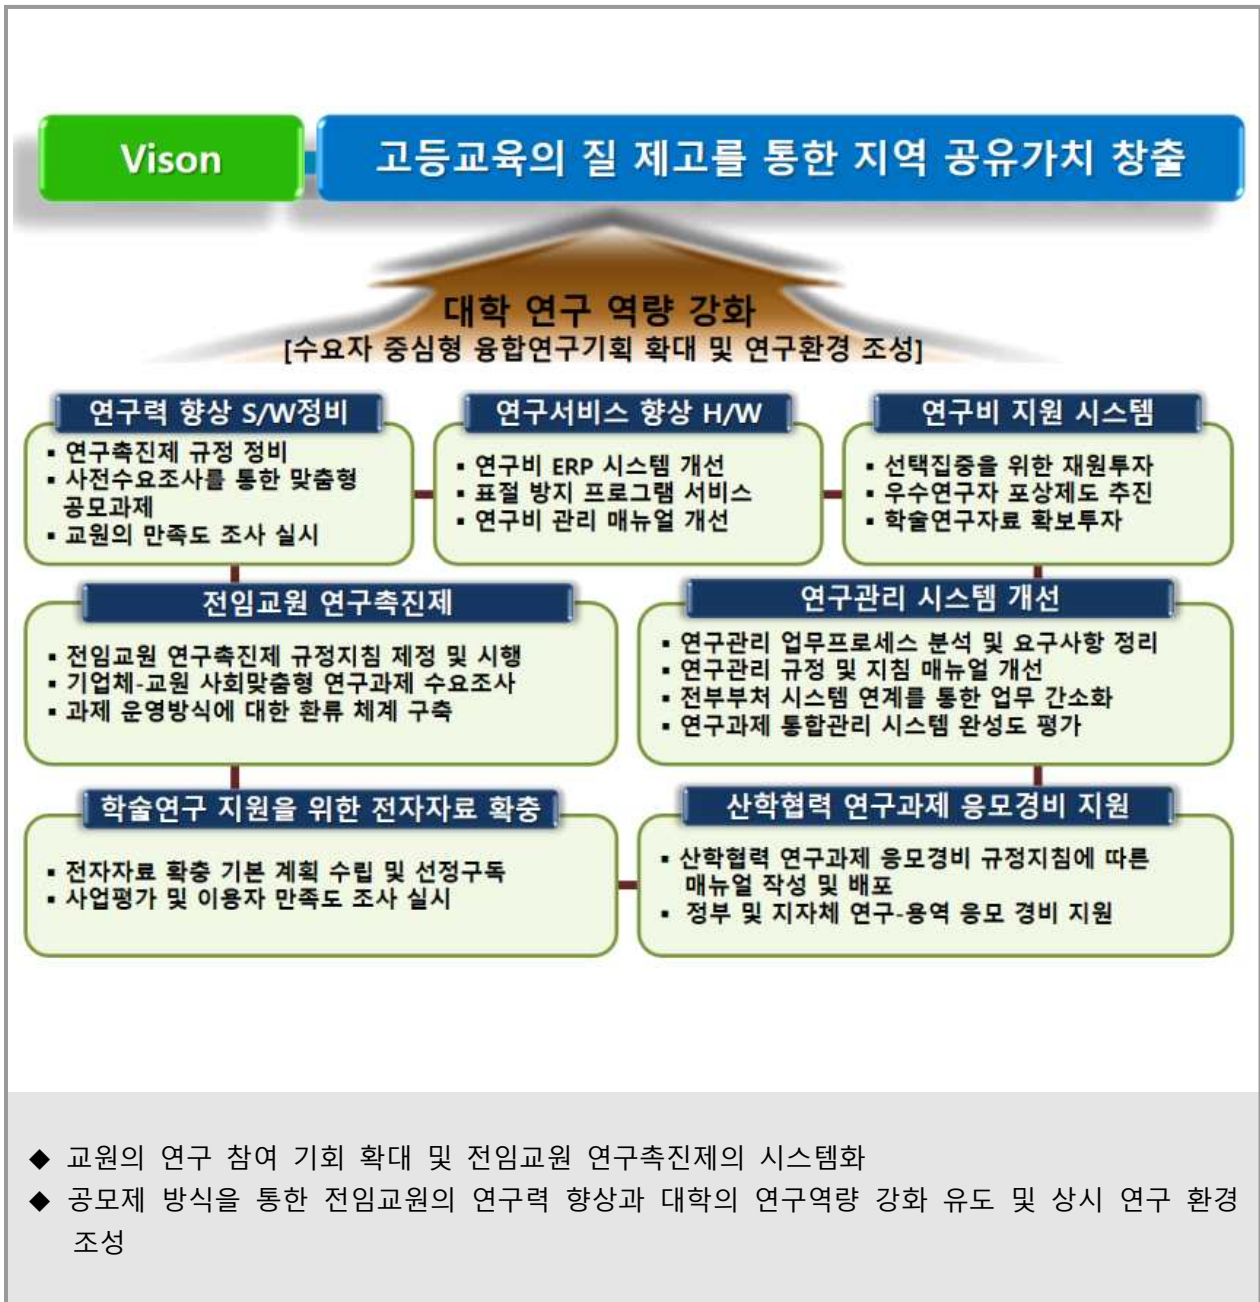 Vison
고등교육의 질 제고를 통한 지역 공유가치 창출
대학 연구 역량 강화
[수요자 중심형 융합연구기획 확대 및 연구환경 조성]
연구력 향상 S/W정비
▪ 연구촉진제 규정 정비
▪ 사전수요조사를 통한 맞춤형
공모과제
▪ 교원의 만족도 조사 실시
연구서비스 향상 H/W
▪ 연구비 ERP 시스템 개선
▪ 표절 방지 프로그램 서비스
▪ 연구비 관리 매뉴얼 개선
연구비 지원 시스템
▪ 선택집중을 위한 재원투자
▪ 우수연구자 포상제도 추진
▪ 학술연구자료 확보투자
전임교원 연구촉진제
▪ 전임교원 연구촉진제 규정지침 제정 및 시행
▪ 기업체-교원 사회맞춤형 연구과제 수요조사
▪ 과제 운영방식에 대한 환류 체계 구축
연구관리 시스템 개선
▪ 연구관리 업무프로세스 분석 및 요구사항 정리
▪ 연구관리 규정 및 지침 매뉴얼 개선
▪ 전부부처 시스템 연계를 통한 업무 간소화
▪ 연구과제 통합관리 시스템 완성도 평가
학술연구 지원을 위한 전자자료 확충
▪ 전자자료 확충 기본 계획 수립 및 선정구독
▪ 사업평가 및 이용자 만족도 조사 실시
산학협력 연구과제 응모경비 지원
▪ 산학협력 연구과제 응모경비 규정지침에 따른
매뉴얼 작성 및 배포
▪ 정부 및 지자체 연구-용역 응모 경비 지원
◆ 교원의 연구 참여 기회 확대 및 전임교원 연구촉진제의 시스템화
◆ 공모제 방식을 통한 전임교원의 연구력 향상과 대학의 연구역량 강화 유도 및 상시 연구 환경
조성